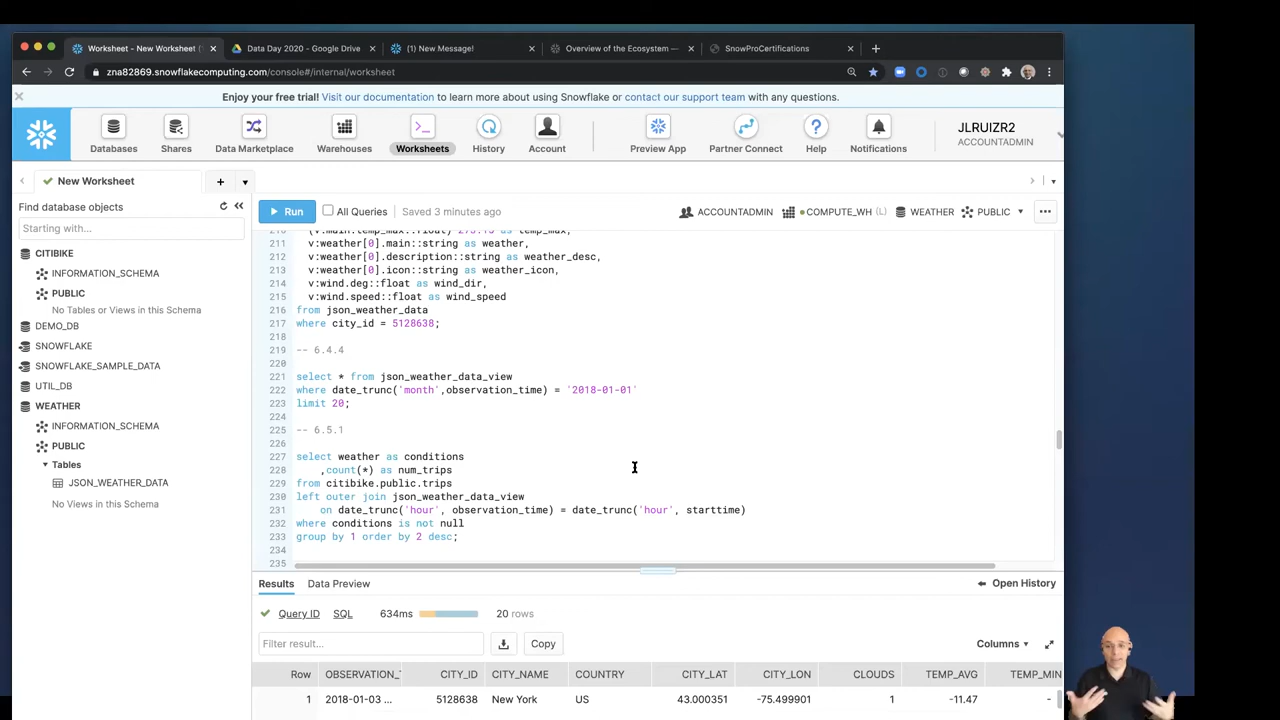 Worksheet - New Worksheet (
Data Day 2020 - Google Drive
(1) New Message!
Overview of the Ecosystem —
SnowProCertifications
zna82869.snowflakecomputing.com/console#/internal/worksheet
Enjoy your free trial! Visit our documentation to learn more about using Snowflake or contact our support team with any questions.
Databases
Shares
Data Marketplace
Warehouses
Worksheets
History
Account
Preview App
Partner Connect
Help
Notifications
JLRUIZR2
ACCOUNTADMIN
New Worksheet
Find database objects
Starting with...
CITIBIKE
INFORMATION_SCHEMA
PUBLIC
No Tables or Views in this Schema
DEMO_DB
SNOWFLAKE
SNOWFLAKE_SAMPLE_DATA
UTIL_DB
WEATHER
INFORMATION_SCHEMA
PUBLIC
Tables
JSON_WEATHER_DATA
No Views in this Schema
Run
All Queries
Saved 3 minutes ago
ACCOUNTADMIN
COMPUTE_WH (L)
WEATHER
PUBLIC
211 v:weather[0].main::string as weather,
212 v:weather[0].description::string as weather_desc,
213 v:weather[0].icon::string as weather_icon,
214 v:wind.deg::float as wind_dir,
215 v:wind.speed::float as wind_speed
216 from json_weather_data
217 where city_id = 5128638;
218
219 -- 6.4.4
220
221 select * from json_weather_data_view
222 where date_trunc('month',observation_time) = '2018-01-01'
223 limit 20;
224
225 -- 6.5.1
226
227 select weather as conditions
228 ,count(*) as num_trips
229 from citibike.public.trips
230 left outer join json_weather_data_view
231 on date_trunc('hour', observation_time) = date_trunc('hour', starttime)
232 where conditions is not null
233 group by 1 order by 2 desc;
234
235
Results
Data Preview
Open History
Query ID
SQL
634ms
20 rows
Filter result...
Copy
Columns
Row OBSERVATION_ CITY_ID CITY_NAME COUNTRY CITY_LAT CITY_LON CLOUDS TEMP_AVG TEMP_MIN
1 2018-01-03 ... 5128638 New York US 43.000351 -75.499901 1 -11.47 -